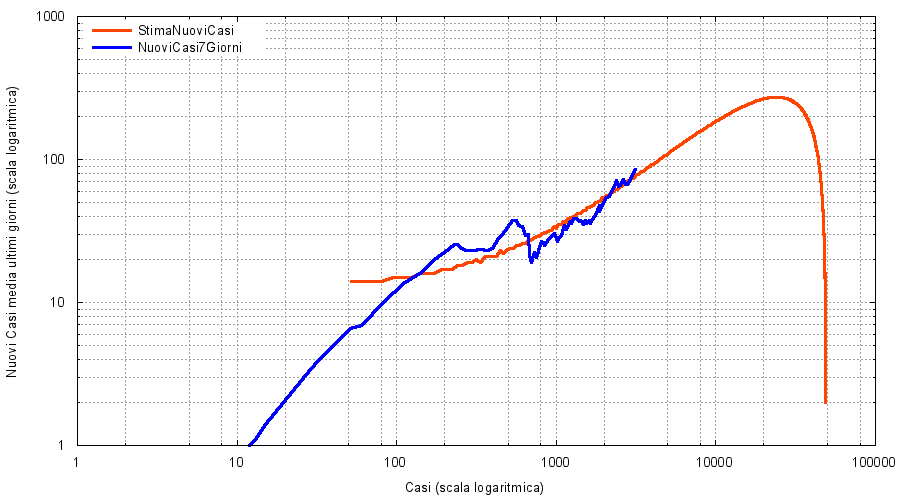 1000
StimaNuoviCasi
NuoviCasi7Giorni
100
10
1
Nuovi Casi media ultimi giorni (scala logaritmica)
1 10 100 1000 10000 100000
Casi (scala logaritmica)